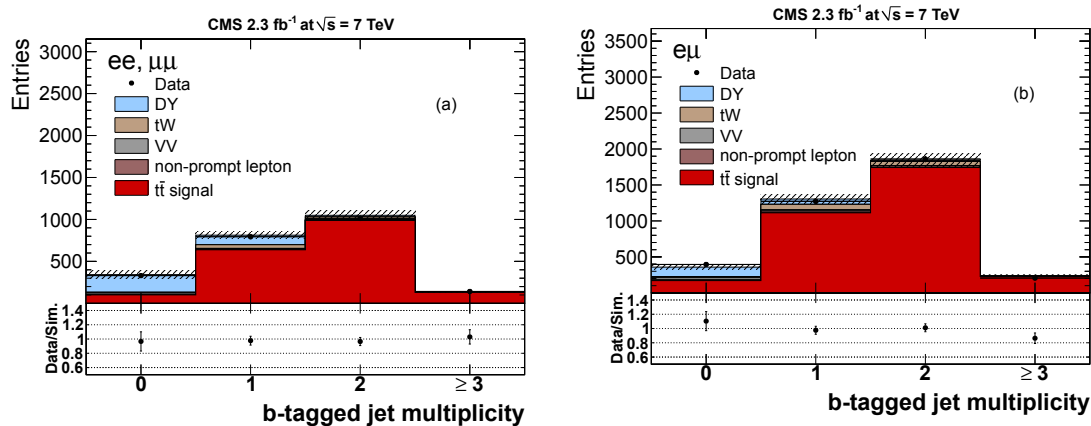 CMS 2.3 fb⁻¹ at √s = 7 TeV
Entries
3000
2500
2000
1500
1000
500
ee, μμ
Data
DY
tW
VV
non-prompt lepton
tt̄ signal
(a)
Data/Sim.
1.4
1.2
1
0.8
0.6
0 1 2 ≥ 3
b-tagged jet multiplicity
CMS 2.3 fb⁻¹ at √s = 7 TeV
Entries
3500
3000
2500
2000
1500
1000
500
eμ
Data
DY
tW
VV
non-prompt lepton
tt̄ signal
(b)
Data/Sim.
1.4
1.2
1
0.8
0.6
0 1 2 ≥ 3
b-tagged jet multiplicity